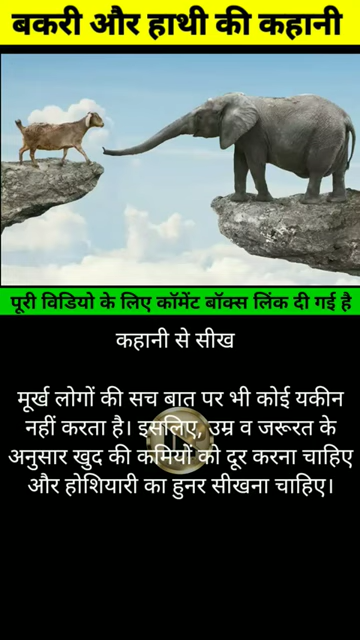 बकरी और हाथी की कहानी
पूरी विडियो के लिए कॉमेंट बॉक्स लिंक दी गई है
कहानी से सीख
मूर्ख लोगों की सच बात पर भी कोई यकीन
नहीं करता है। इसलिए, उम्र व जरूरत के
अनुसार खुद की कमियों को दूर करना चाहिए
और होशियारी का हुनर सीखना चाहिए।